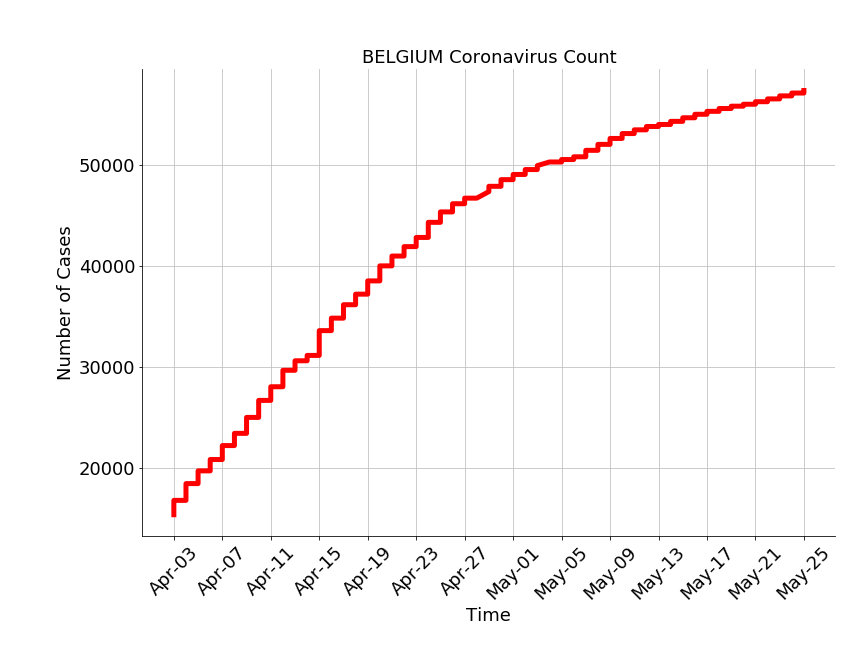 BELGIUM Coronavirus Count
Number of Cases
50000
40000
30000
20000
Apr-03
Apr-07
Apr-11
Apr-15
Apr-19
Apr-23
Apr-27
May-01
May-05
May-09
May-13
May-17
May-21
May-25
Time